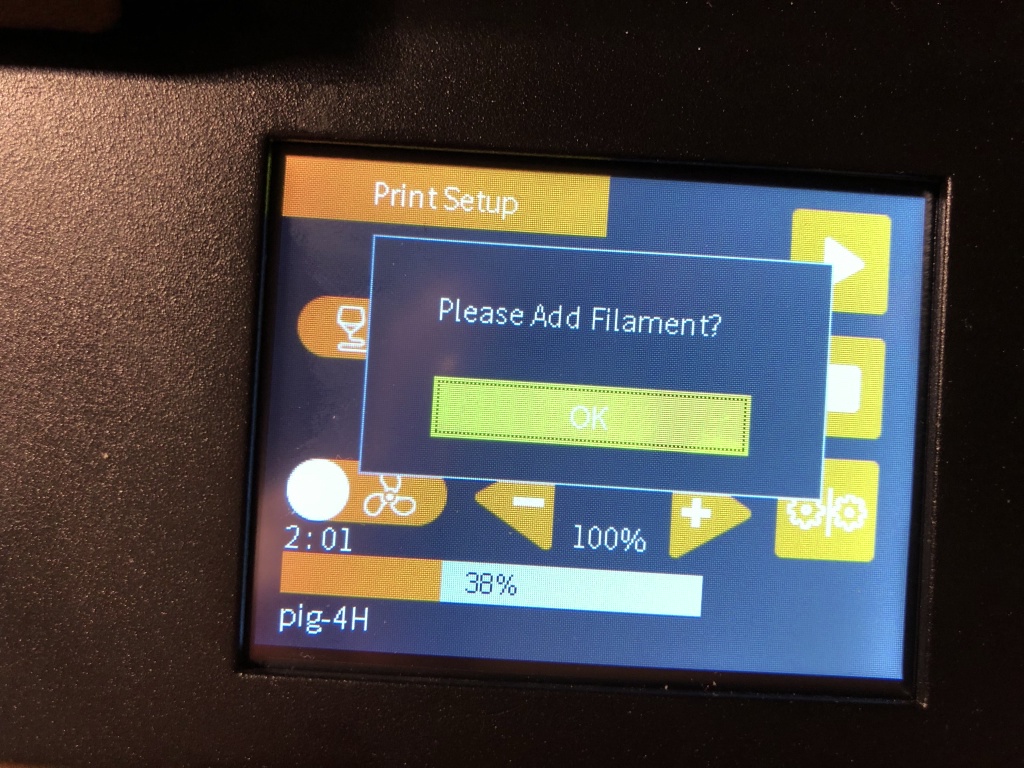 Print Setup
Please Add Filament?
OK
2:01
100%
38%
pig-4H